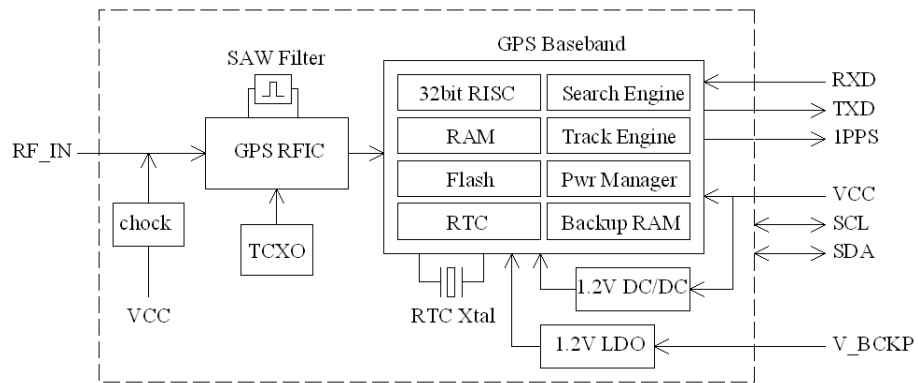 GPS Baseband
SAW Filter
32bit RISC
Search Engine
RXD
TXD
RF_IN
GPS RFIC
RAM
Track Engine
1PPS
Flash
Pwr Manager
VCC
chock
RTC
Backup RAM
SCL
TCXO
SDA
1.2V DC/DC
VCC
RTC Xtal
1.2V LDO
V_BCKP